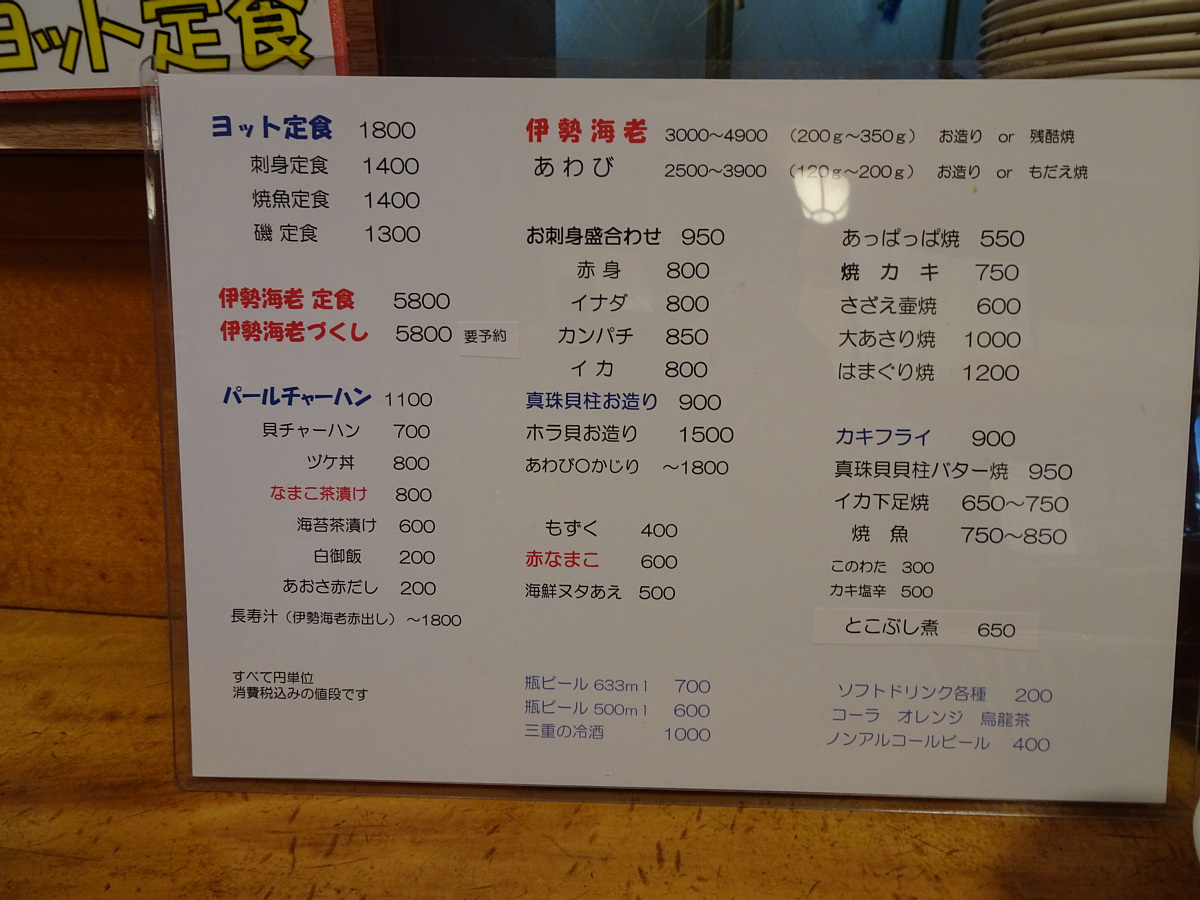 ヨット定食
ヨット定食 1800
刺身定食 1400
焼魚定食 1400
磯 定食 1300
伊勢海老 定食 5800
伊勢海老づくし 5800 要予約
パールチャーハン 1100
貝チャーハン 700
ヅケ丼 800
なまこ茶漬け 800
海苔茶漬け 600
白御飯 200
あおさ赤だし 200
長寿汁（伊勢海老赤出し） ～1800
すべて円単位
消費税込みの値段です
伊勢海老 3000～4900 （200ｇ～350ｇ） お造り or 残酷焼
あわび 2500～3900 （120ｇ～200ｇ） お造り or もだえ焼
お刺身盛合わせ 950
赤身 800
イナダ 800
カンパチ 850
イカ 800
真珠貝柱お造り 900
ホラ貝お造り 1500
あわび〇かじり ～1800
もずく 400
赤なまこ 600
海鮮ヌタあえ 500
瓶ビール 633ｍｌ 700
瓶ビール 500ｍｌ 600
三重の冷酒 1000
あっぱっぱ焼 550
焼カキ 750
さざえ壷焼 600
大あさり焼 1000
はまぐり焼 1200
カキフライ 900
真珠貝貝柱バター焼 950
イカ下足焼 650～750
焼魚 750～850
このわた 300
カキ塩辛 500
とこぶし煮 650
ソフトドリンク各種 200
コーラ オレンジ 烏龍茶
ノンアルコールビール 400